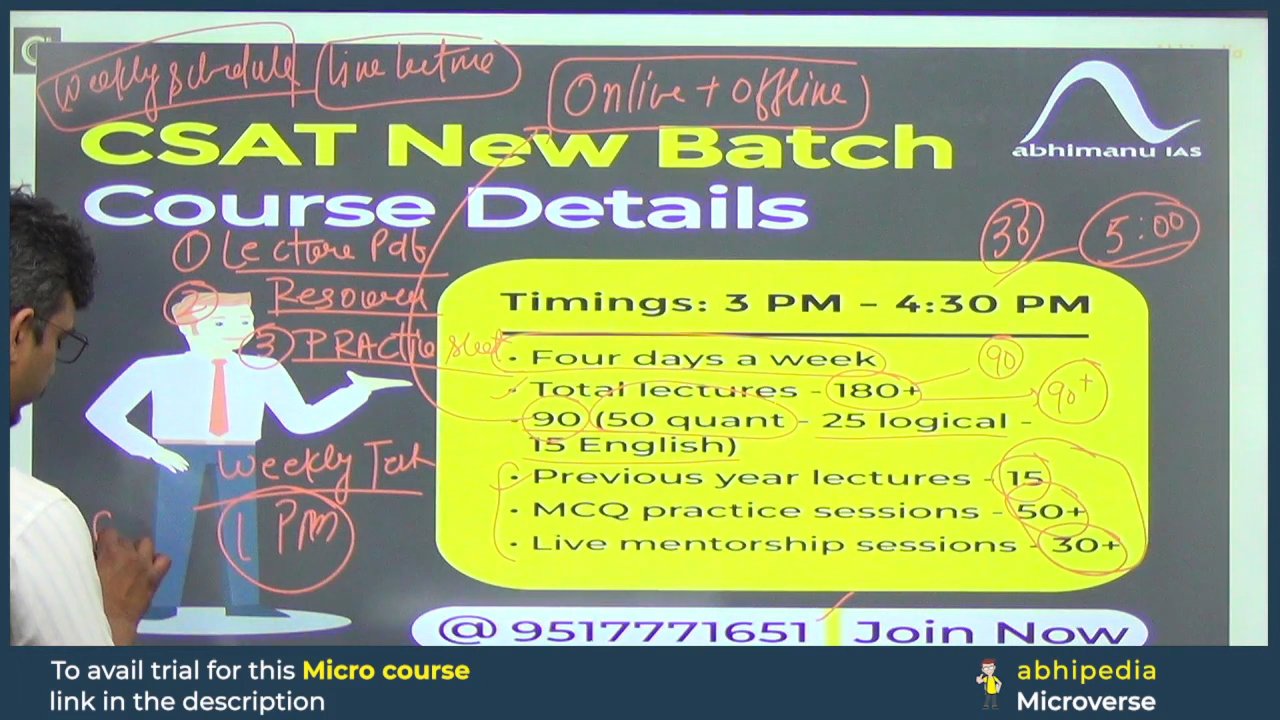 Weekly schedule live lecture
Online + offline
CSAT New Batch
abhimanu IAS
Course Details
① Lecture Pdf
30 5:00
② Resource
Timings: 3 PM – 4:30 PM
③ PRACtice sheet
• Four days a week
90
• Total lectures - 180+
90+
• 90 (50 quant - 25 logical -
15 English)
Weekly Test
• Previous year lectures - 15
1 PM
• MCQ practice sessions - 50+
• Live mentorship sessions - 30+
@ 9517771651 Join Now
To avail trial for this Micro course
link in the description
abhipedia
Microverse